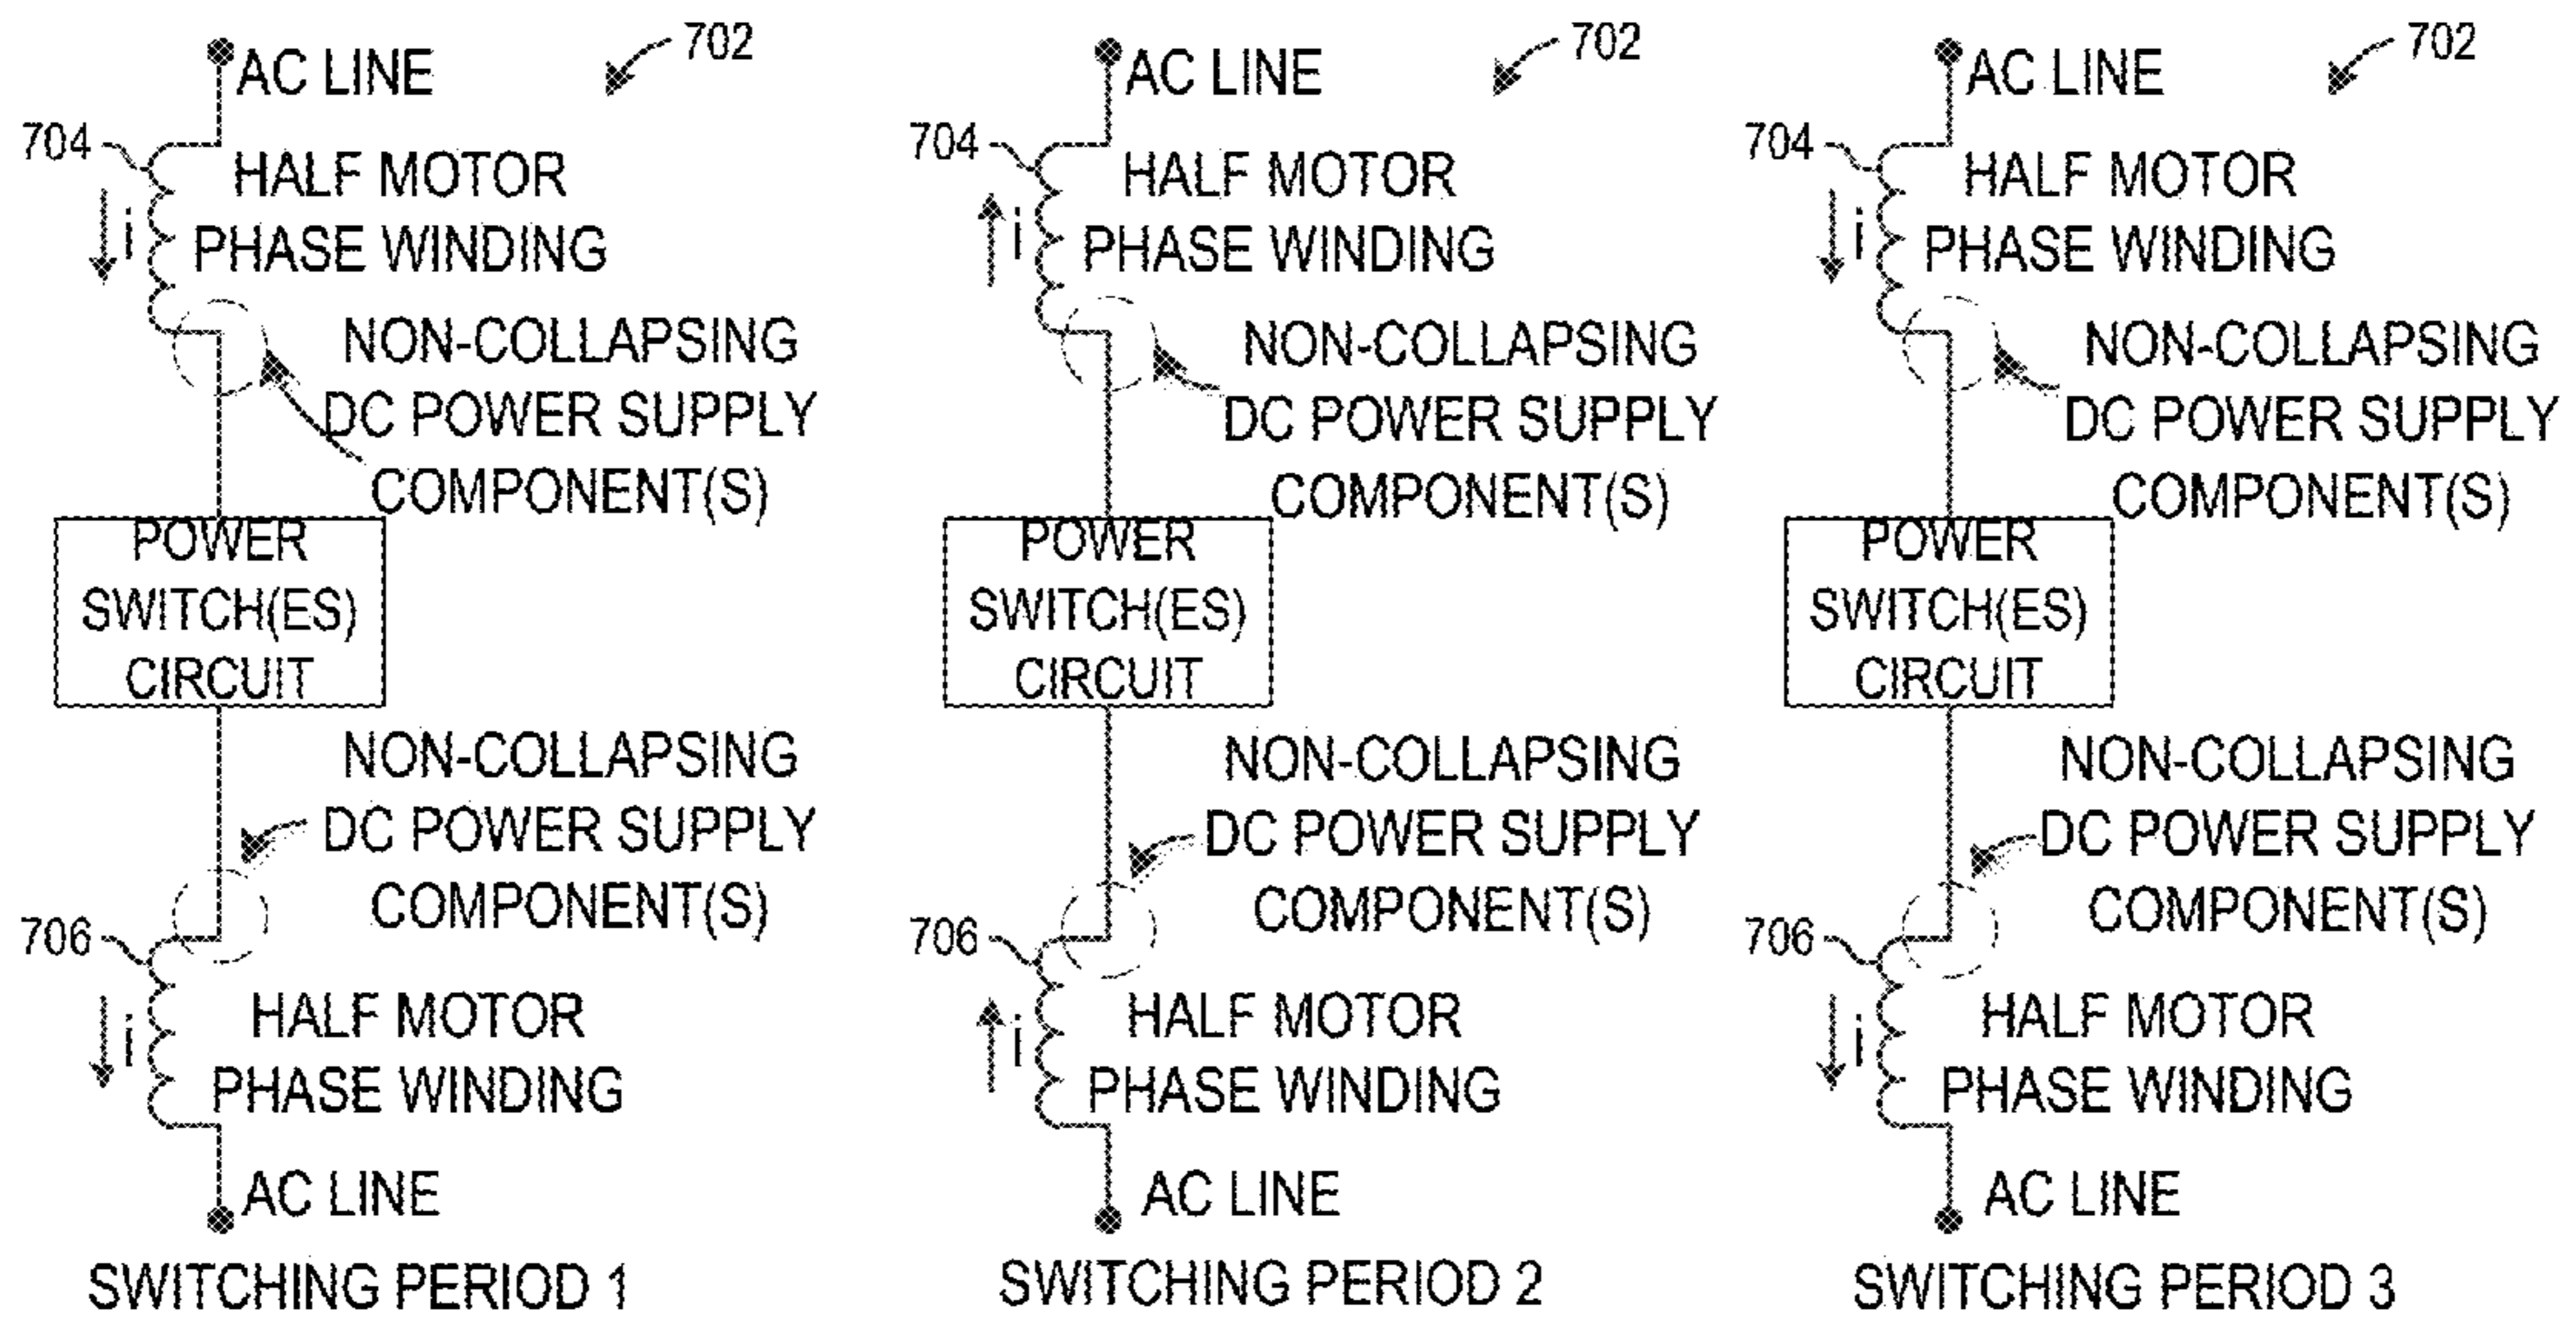 AC LINE
702
704
HALF MOTOR
i
PHASE WINDING
NON-COLLAPSING
DC POWER SUPPLY
COMPONENT(S)
POWER
SWITCH(ES)
CIRCUIT
NON-COLLAPSING
DC POWER SUPPLY
COMPONENT(S)
706
HALF MOTOR
i
PHASE WINDING
AC LINE
SWITCHING PERIOD 1
AC LINE
702
704
HALF MOTOR
i
PHASE WINDING
NON-COLLAPSING
DC POWER SUPPLY
COMPONENT(S)
POWER
SWITCH(ES)
CIRCUIT
NON-COLLAPSING
DC POWER SUPPLY
COMPONENT(S)
706
HALF MOTOR
i
PHASE WINDING
AC LINE
SWITCHING PERIOD 2
AC LINE
702
704
HALF MOTOR
i
PHASE WINDING
NON-COLLAPSING
DC POWER SUPPLY
COMPONENT(S)
POWER
SWITCH(ES)
CIRCUIT
NON-COLLAPSING
DC POWER SUPPLY
COMPONENT(S)
706
HALF MOTOR
i
PHASE WINDING
AC LINE
SWITCHING PERIOD 3